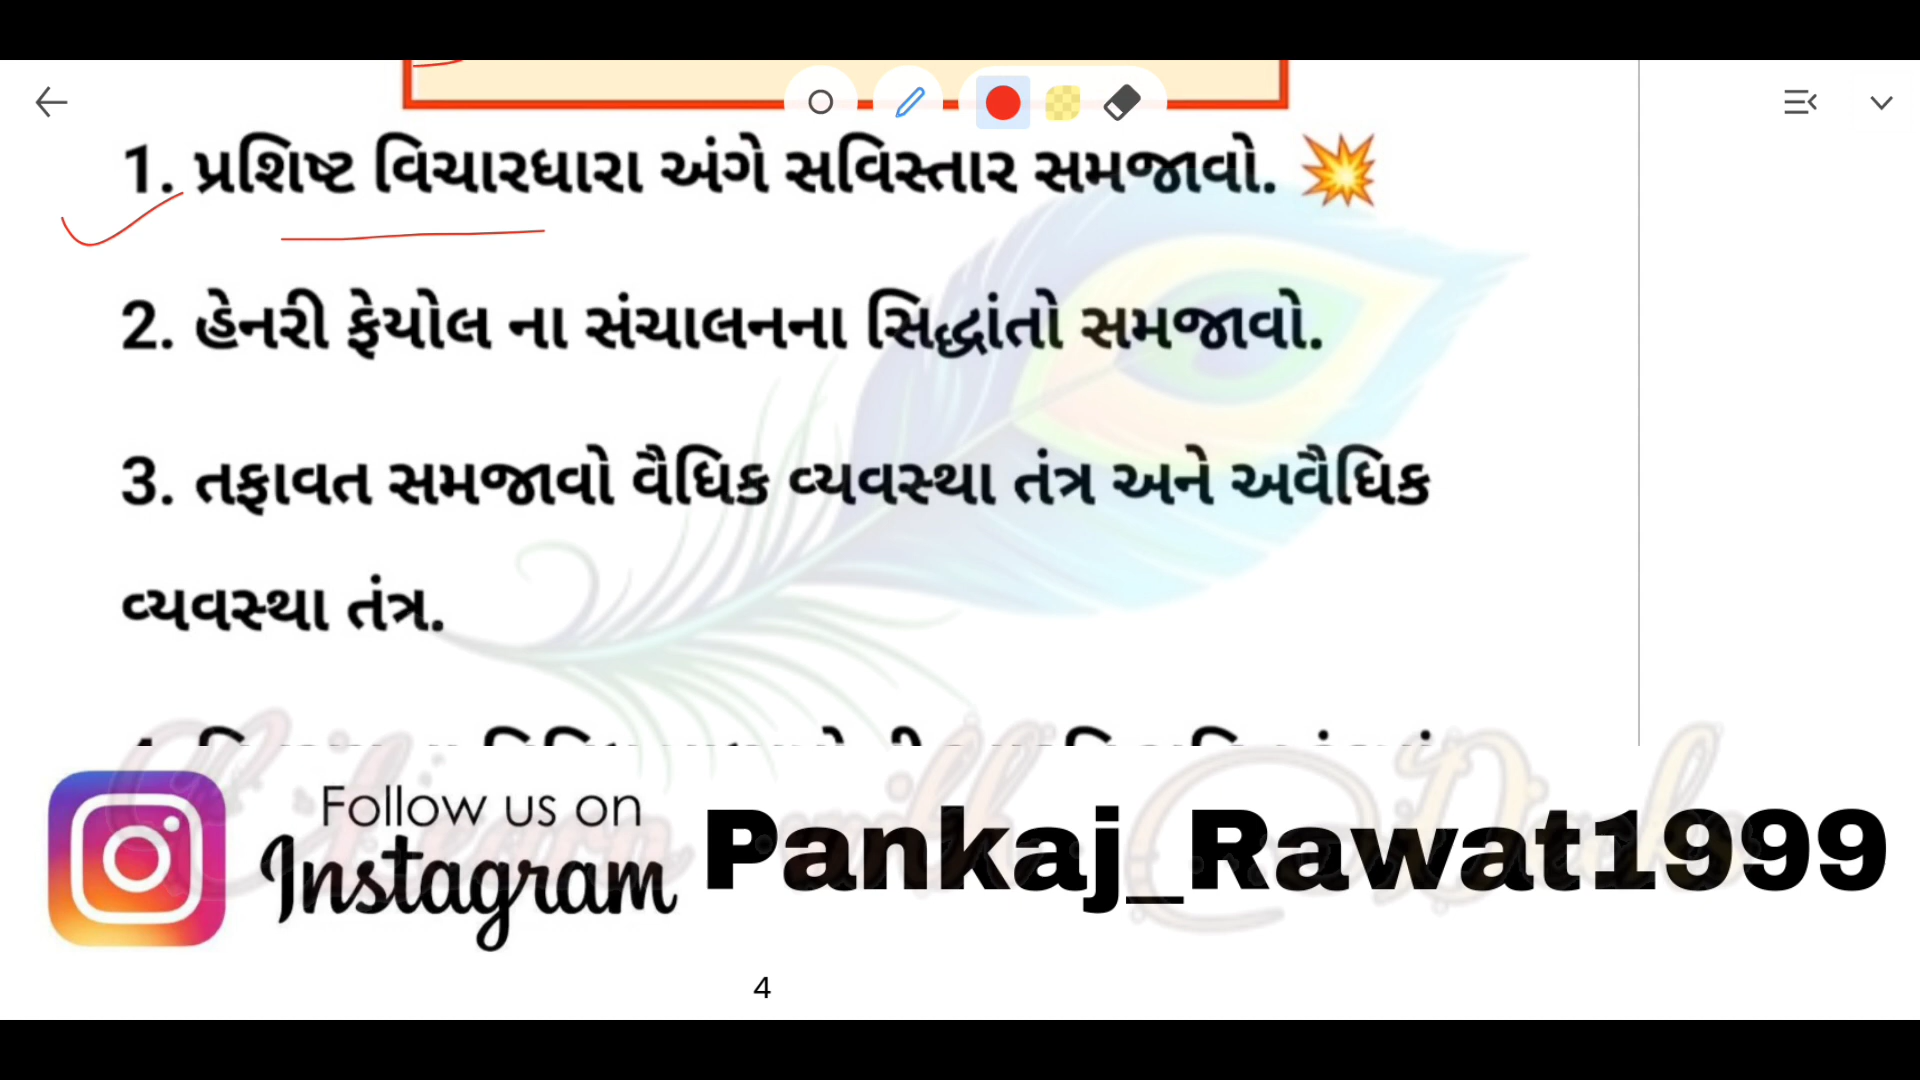 1. પ્રશિષ્ટ વિચારધારા અંગે સવિસ્તાર સમજાવો. 💥
2. હેનરી ફેયોલ ના સંચાલનના સિદ્ધાંતો સમજાવો.
3. તફાવત સમજાવો વૈધિક વ્યવસ્થા તંત્ર અને અવૈધિક
વ્યવસ્થા તંત્ર.
Follow us on
Instagram
Pankaj_Rawat1999
4